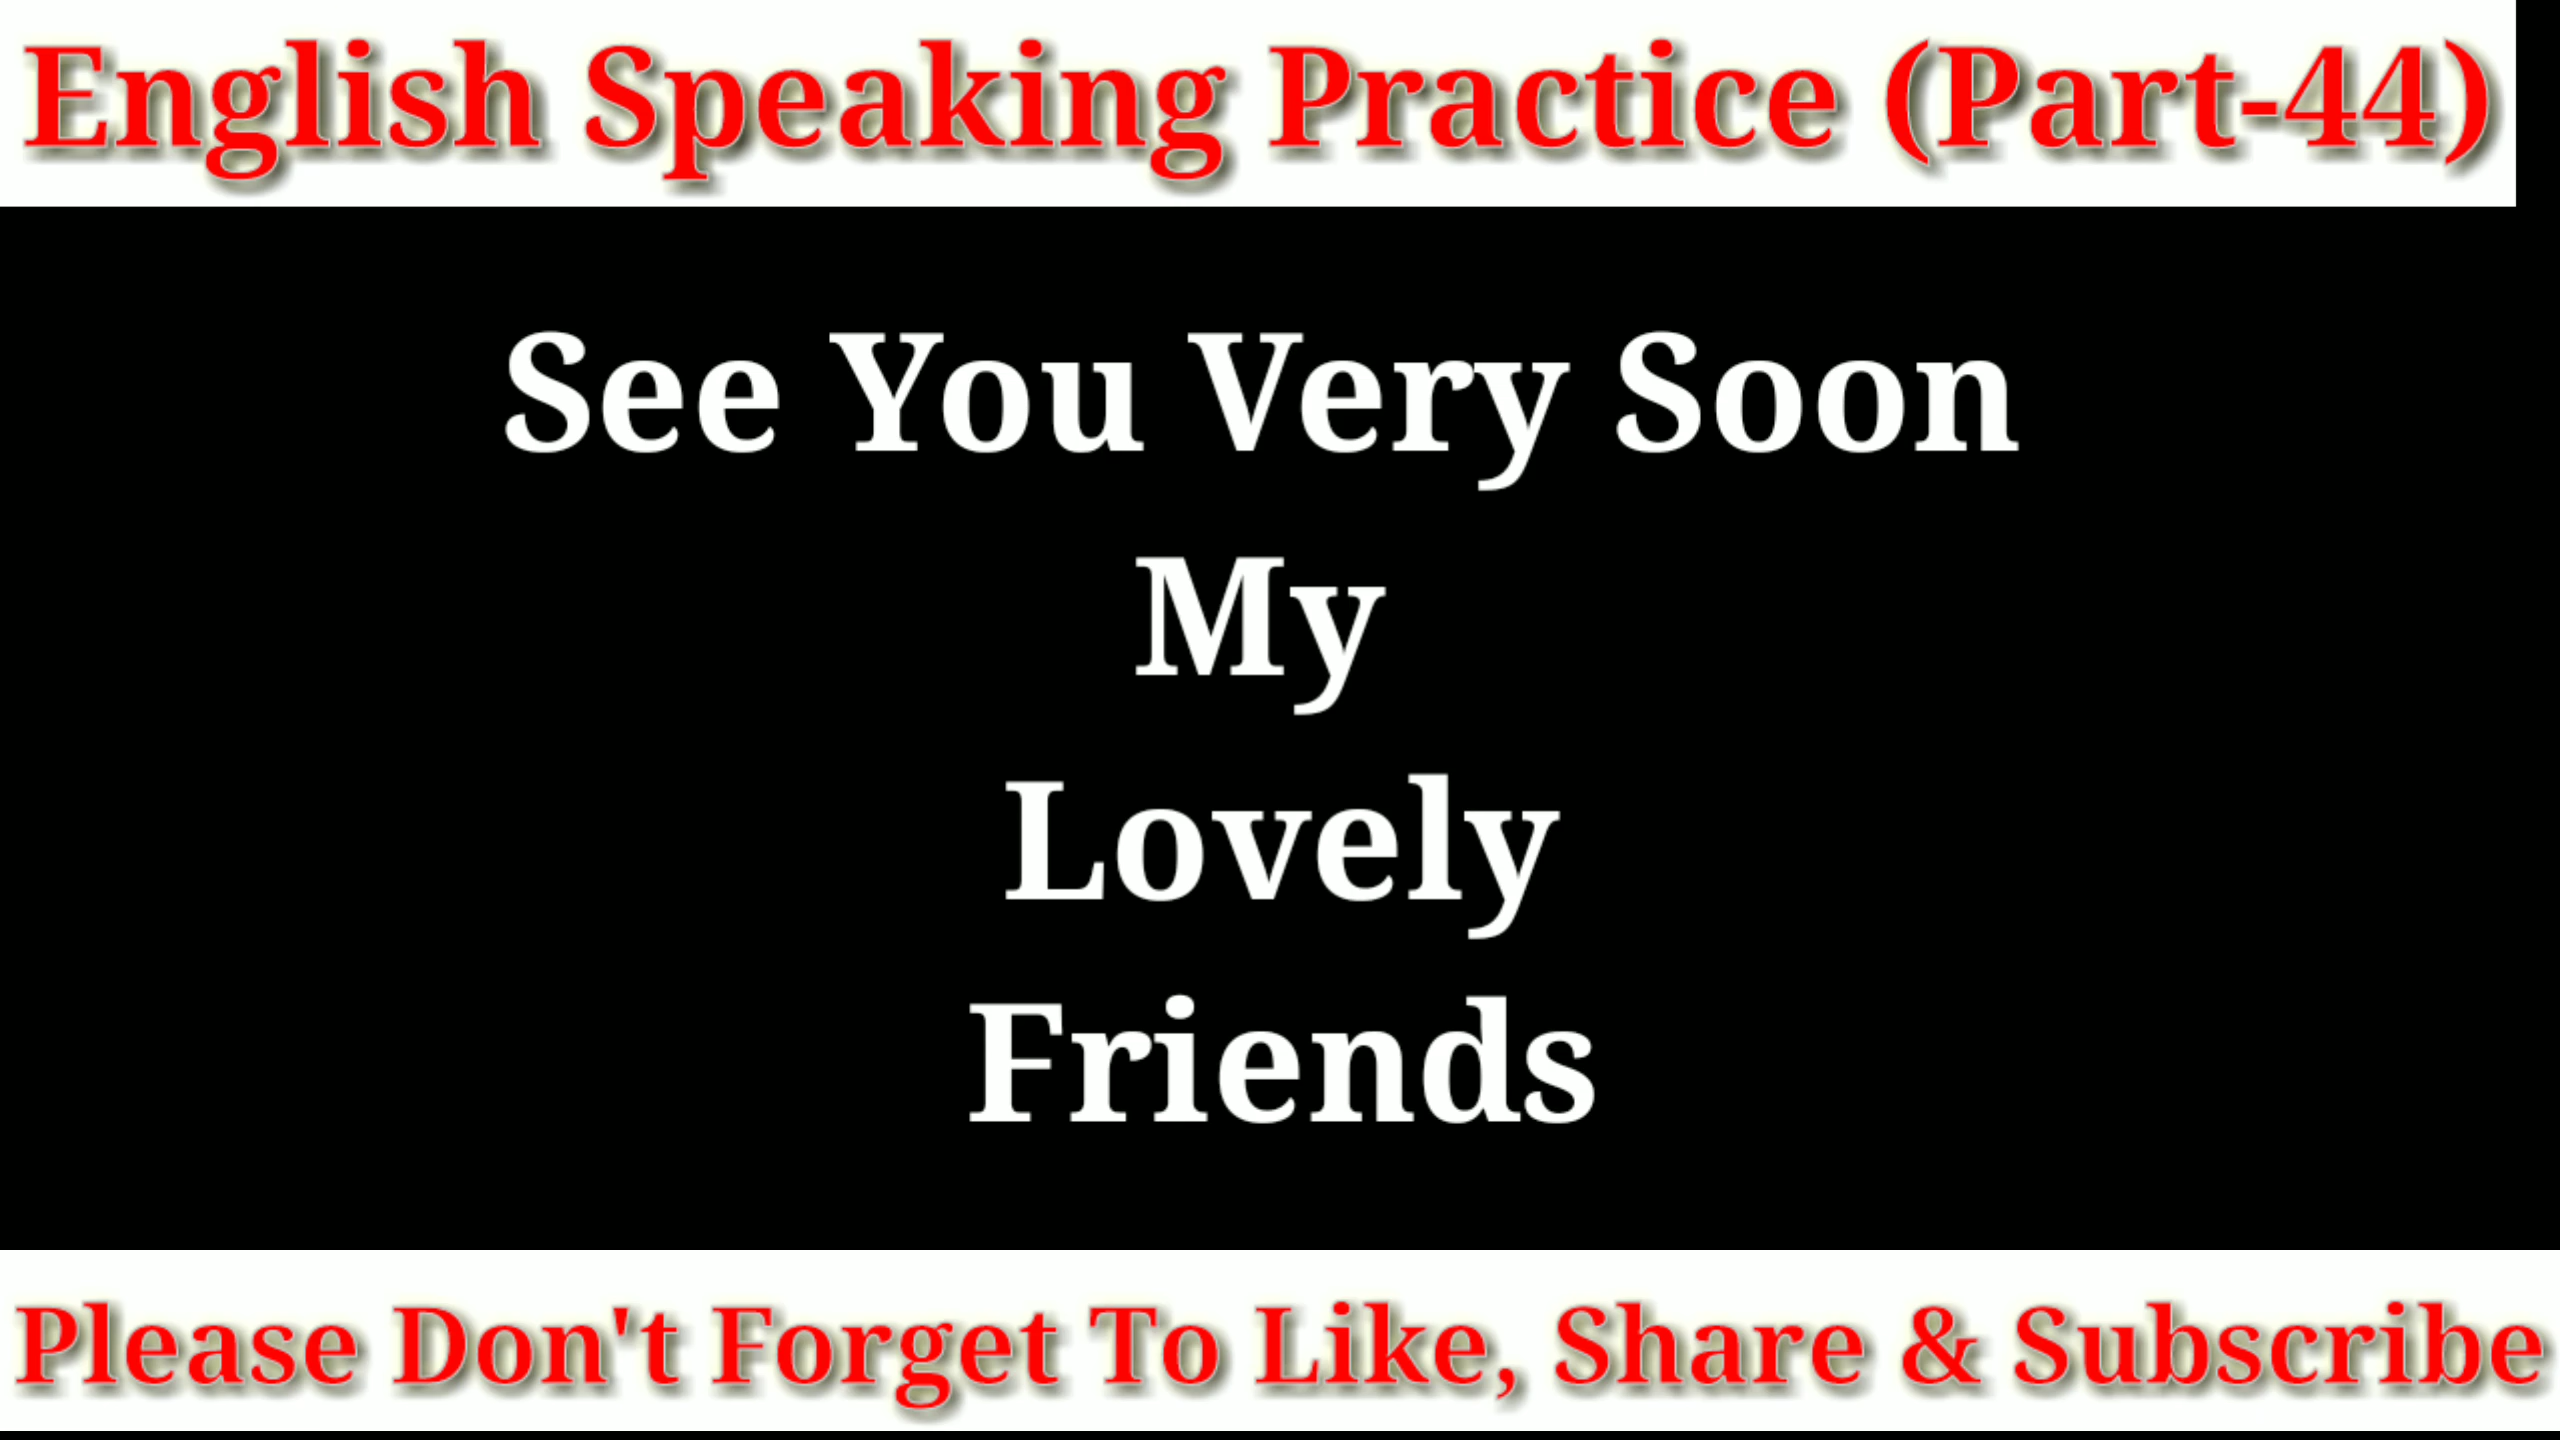 English Speaking Practice (Part-44)
See You Very Soon
My
Lovely
Friends
Please Don't Forget To Like, Share & Subscribe